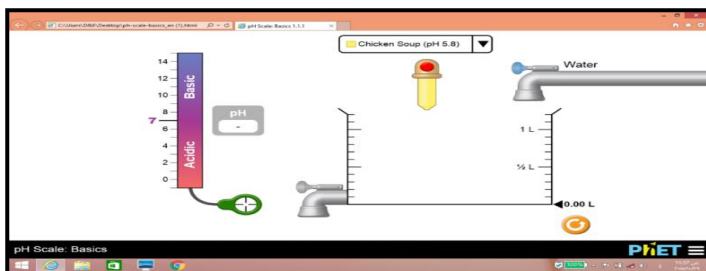 C:\Users\DELL\Desktop\ph-scale-basics_en (1).html
pH Scale: Basics 1.1.3
Chicken Soup (pH 5.8)
Water
14
12
10
8
7
6
4
2
0
Basic
Acidic
pH
-
1 L
½ L
0.00 L
pH Scale: Basics
PhET